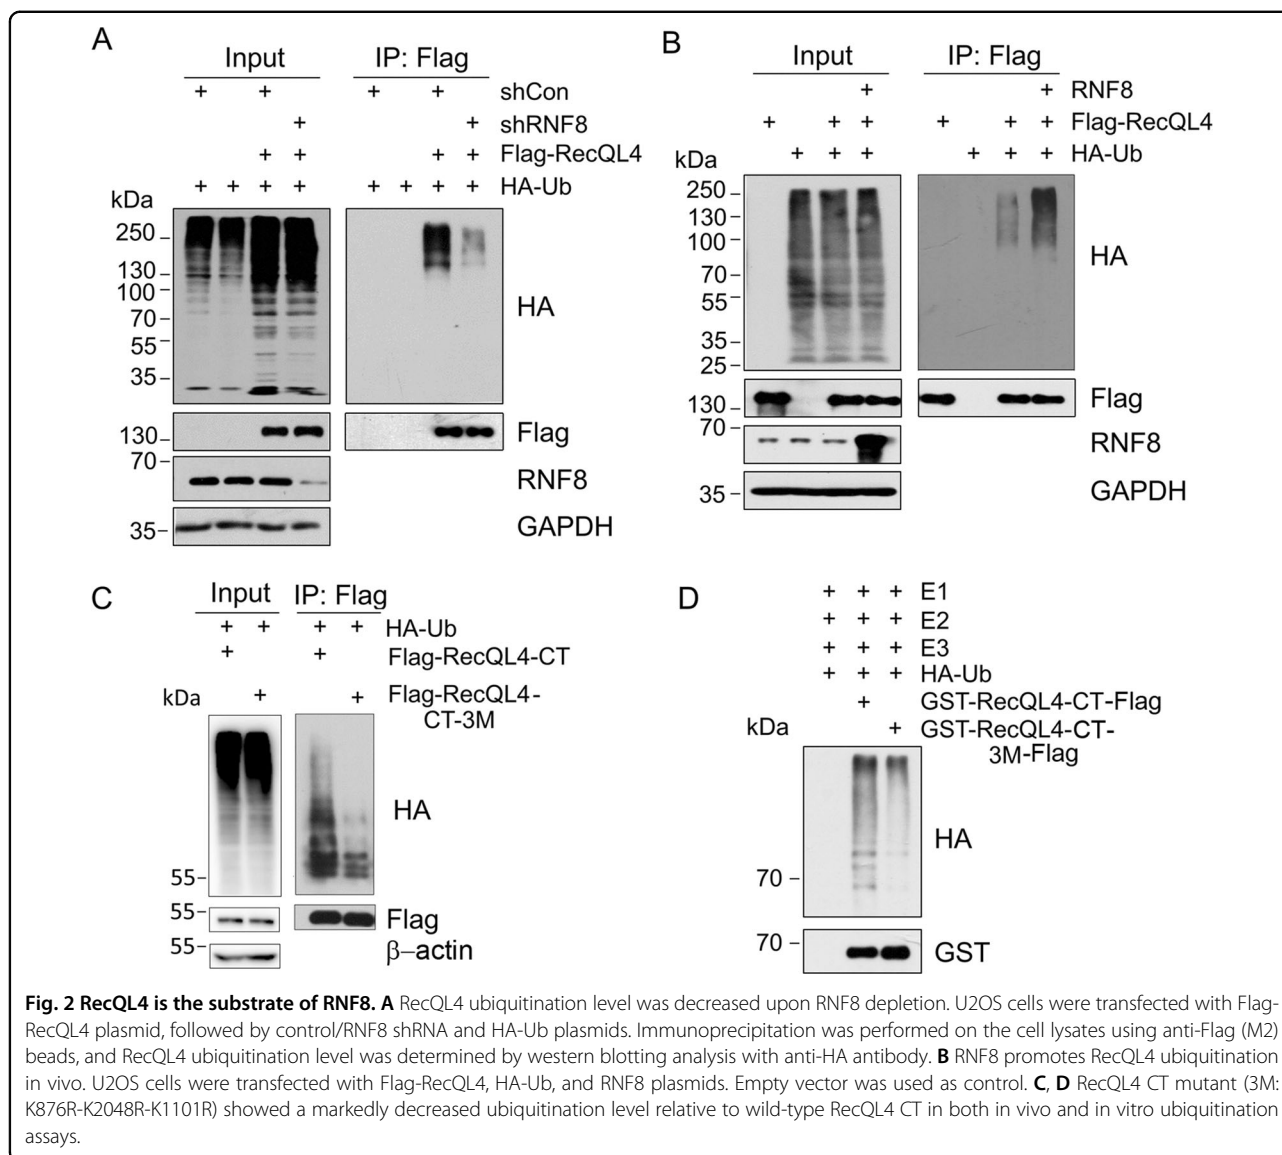 A
Input
IP: Flag
+ + + + shCon
+ + shRNF8
+ + + + Flag-RecQL4
+ + + + + + + + HA-Ub
kDa
250
130
100
70
55
35
HA
130
Flag
70
RNF8
35
GAPDH
B
Input
IP: Flag
+ + RNF8
+ + + + + + Flag-RecQL4
+ + + + + + HA-Ub
kDa
250
130
100
70
55
35
25
HA
130
Flag
70
RNF8
35
GAPDH
C
Input
IP: Flag
+ + + + HA-Ub
+ + Flag-RecQL4-CT
+ + Flag-RecQL4-
CT-3M
kDa
55
HA
55
Flag
55
β-actin
D
+ + + E1
+ + + E2
+ + + E3
+ + + HA-Ub
+ GST-RecQL4-CT-Flag
+ GST-RecQL4-CT-
3M-Flag
kDa
70
HA
70
GST
Fig. 2 RecQL4 is the substrate of RNF8. A RecQL4 ubiquitination level was decreased upon RNF8 depletion. U2OS cells were transfected with Flag-
RecQL4 plasmid, followed by control/RNF8 shRNA and HA-Ub plasmids. Immunoprecipitation was performed on the cell lysates using anti-Flag (M2)
beads, and RecQL4 ubiquitination level was determined by western blotting analysis with anti-HA antibody. B RNF8 promotes RecQL4 ubiquitination
in vivo. U2OS cells were transfected with Flag-RecQL4, HA-Ub, and RNF8 plasmids. Empty vector was used as control. C, D RecQL4 CT mutant (3M:
K876R-K2048R-K1101R) showed a markedly decreased ubiquitination level relative to wild-type RecQL4 CT in both in vivo and in vitro ubiquitination
assays.